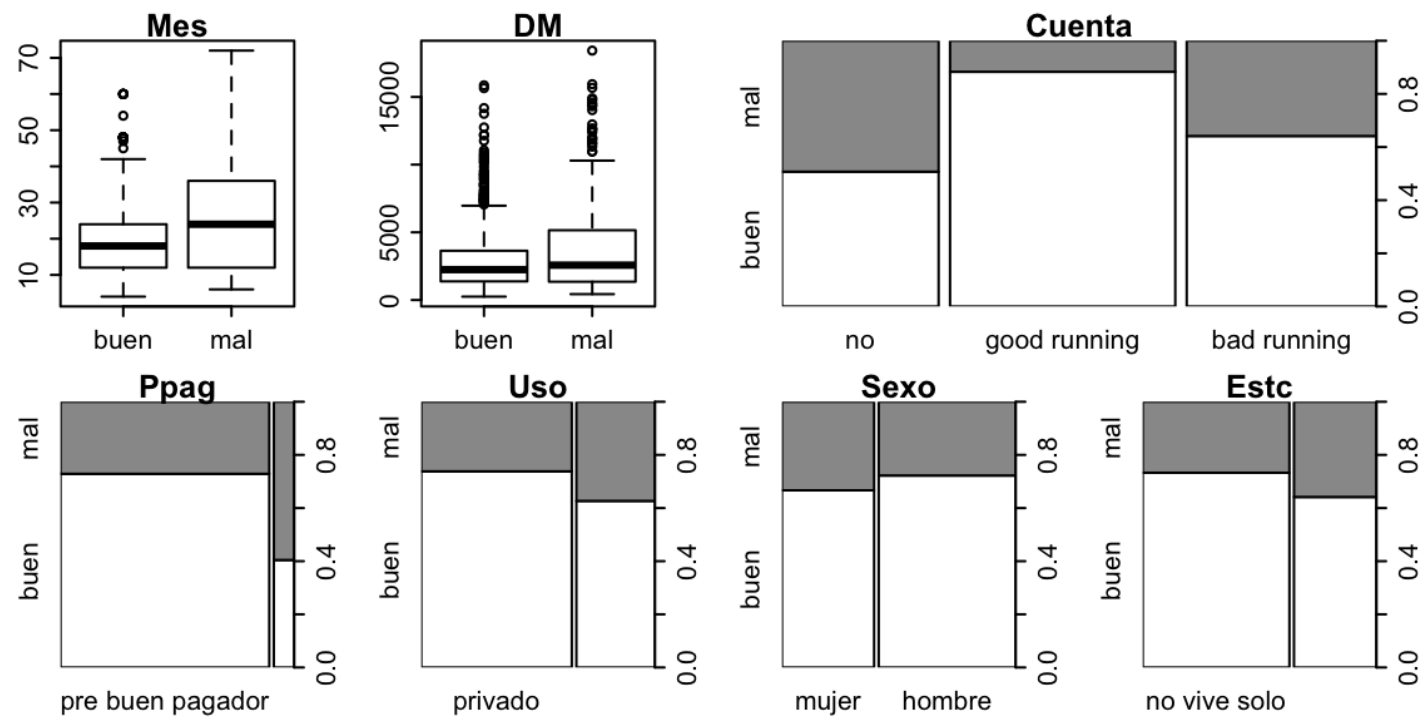 Mes
70
50
30
10
buen mal
DM
15000
5000
0
buen mal
Cuenta
mal
buen
0.8
0.4
0.0
no good running bad running
Ppag
mal
buen
0.8
0.4
0.0
pre buen pagador
Uso
mal
buen
0.8
0.4
0.0
privado
Sexo
mal
buen
0.8
0.4
0.0
mujer hombre
Estc
mal
buen
0.8
0.4
0.0
no vive solo